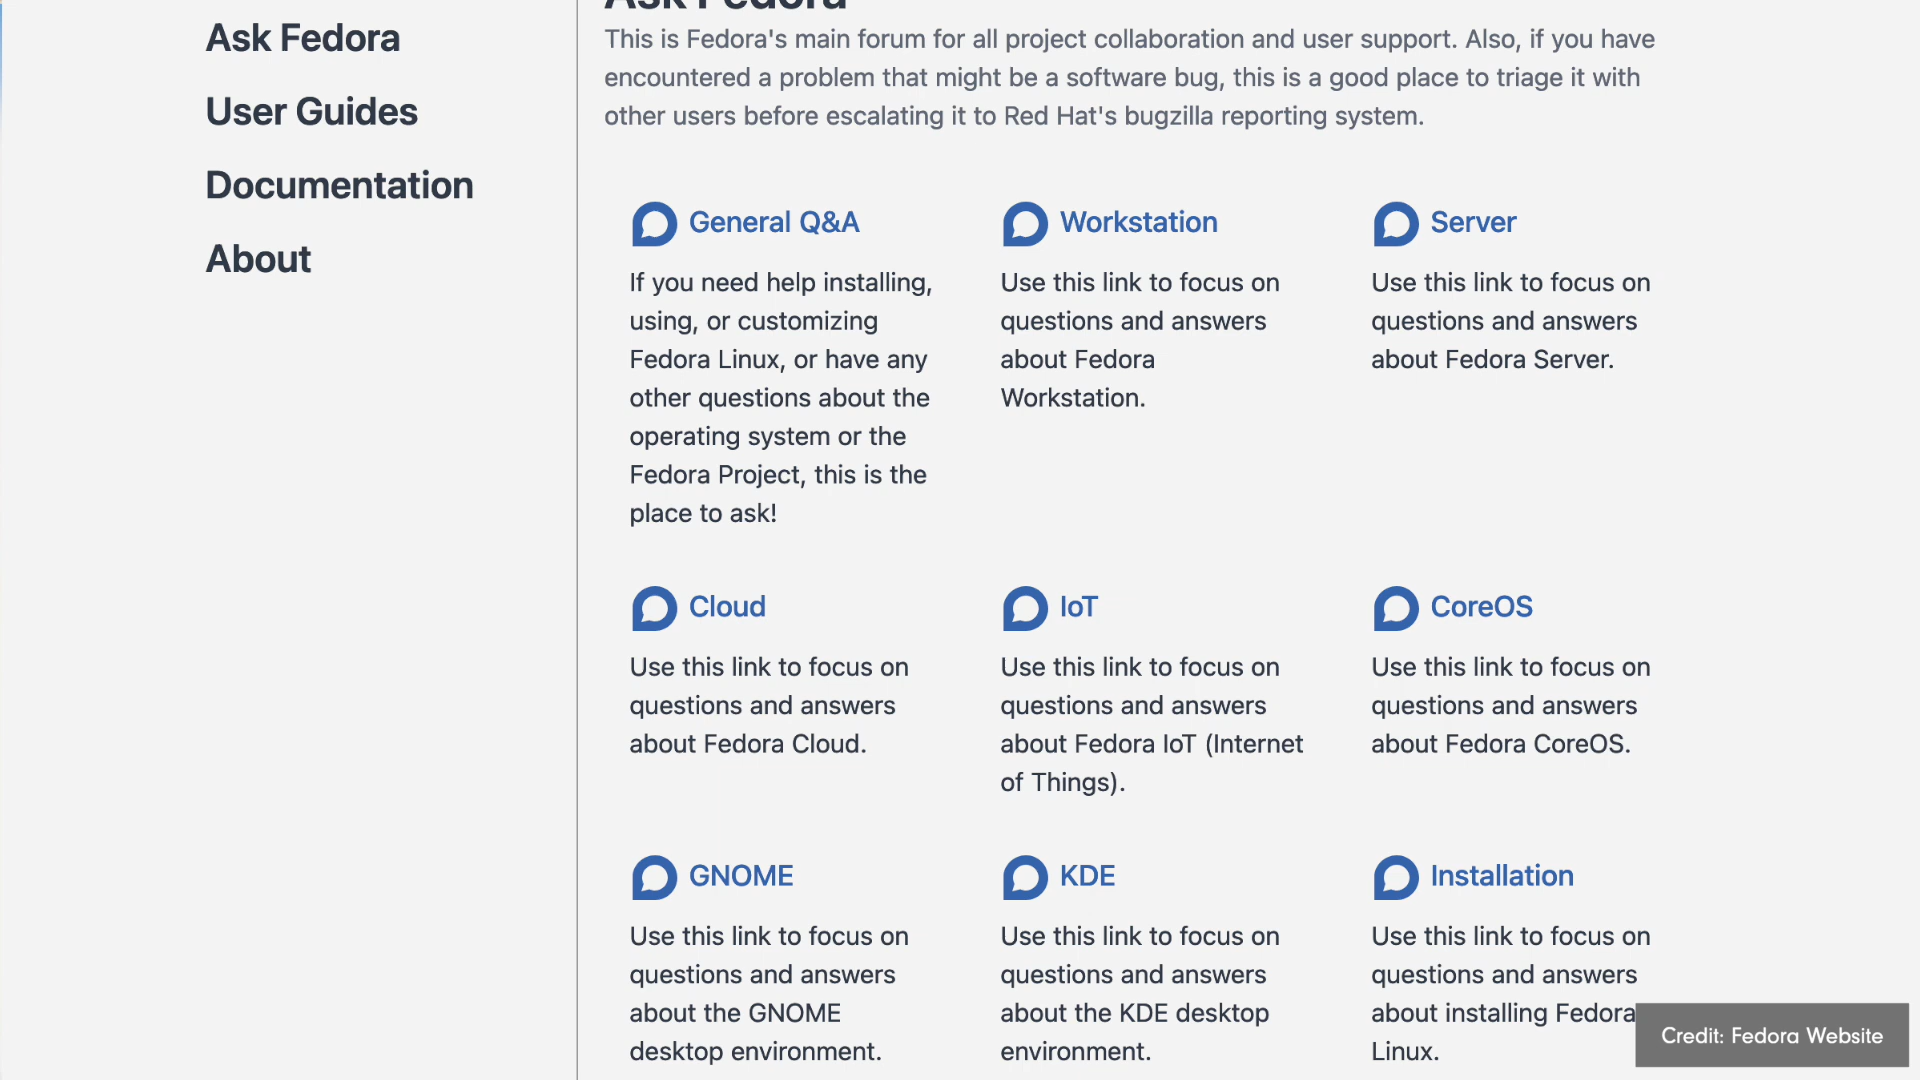 Ask Fedora
User Guides
Documentation
About
Ask Fedora
This is Fedora's main forum for all project collaboration and user support. Also, if you have
encountered a problem that might be a software bug, this is a good place to triage it with
other users before escalating it to Red Hat's bugzilla reporting system.
General Q&A
If you need help installing,
using, or customizing
Fedora Linux, or have any
other questions about the
operating system or the
Fedora Project, this is the
place to ask!
Workstation
Use this link to focus on
questions and answers
about Fedora
Workstation.
Server
Use this link to focus on
questions and answers
about Fedora Server.
Cloud
Use this link to focus on
questions and answers
about Fedora Cloud.
IoT
Use this link to focus on
questions and answers
about Fedora IoT (Internet
of Things).
CoreOS
Use this link to focus on
questions and answers
about Fedora CoreOS.
GNOME
Use this link to focus on
questions and answers
about the GNOME
desktop environment.
KDE
Use this link to focus on
questions and answers
about the KDE desktop
environment.
Installation
Use this link to focus on
questions and answers
about installing Fedora
Linux.
Credit: Fedora Website